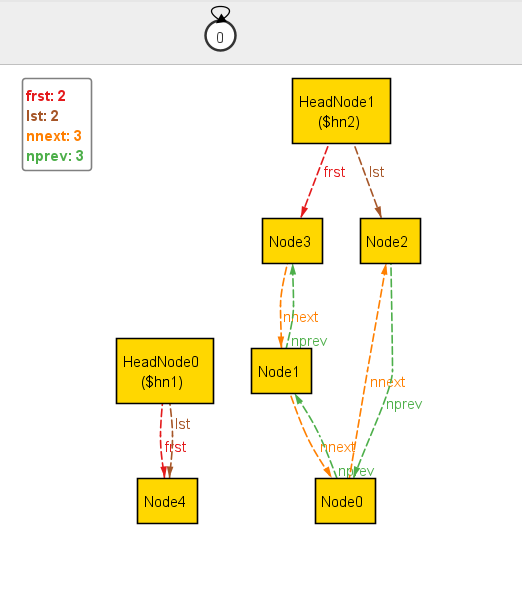 0
frst: 2
lst: 2
nnext: 3
nprev: 3
HeadNode1
($hn2)
frst
lst
Node3
Node2
nnext
nprev
HeadNode0
($hn1)
Node1
nnext
nprev
lst
frst
nnext
nprev
Node4
Node0